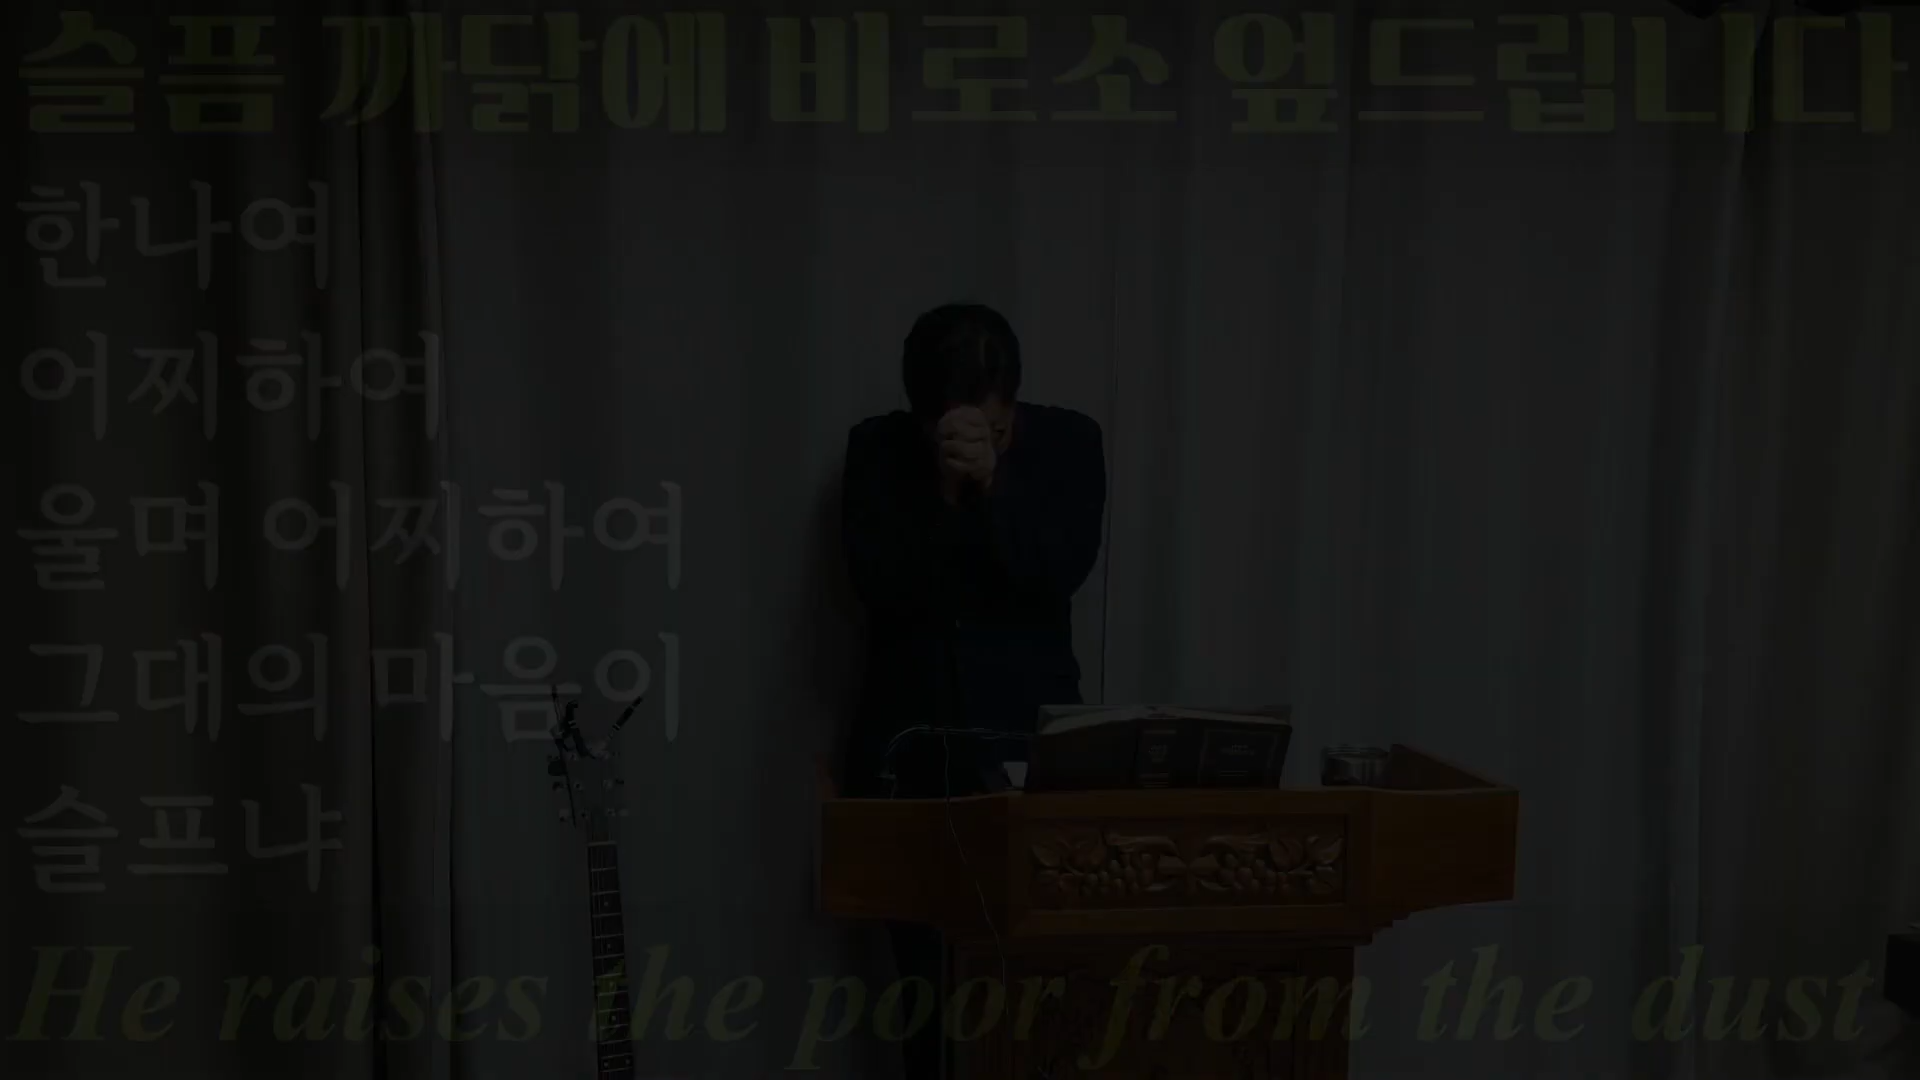 슬픔 까닭에 비로소 엎드립니다
한나여
어찌하여
울며 어찌하여
그대의 마음이
슬프냐
He raises the poor from the dust